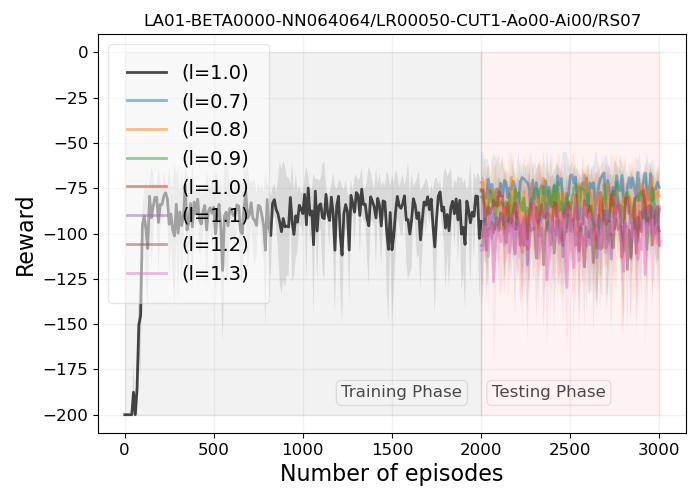 LA01-BETA0000-NN064064/LR00050-CUT1-Ao00-Ai00/RS07
Reward
0
−25
−50
−75
−100
−125
−150
−175
−200
(l=1.0)
(l=0.7)
(l=0.8)
(l=0.9)
(l=1.0)
(l=1.1)
(l=1.2)
(l=1.3)
Training Phase
Testing Phase
0
500
1000
1500
2000
2500
3000
Number of episodes